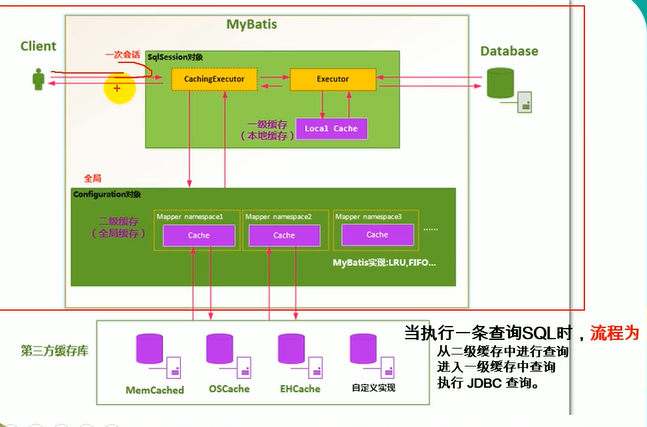 MyBatis
Client
一次会话
SqlSession对象
Database
CachingExecutor
Executor
一级缓存
（本地缓存）
Local Cache
全局
Configuration对象
二级缓存
（全局缓存）
Mapper namespace1
Mapper namespace2
Mapper namespace3
Cache
Cache
Cache
......
MyBatis实现:LRU,FIFO...
第三方缓存库
MemCached
OSCache
EHCache
自定义实现
当执行一条查询SQL时，流程为
从二级缓存中进行查询
进入一级缓存中查询
执行 JDBC 查询。